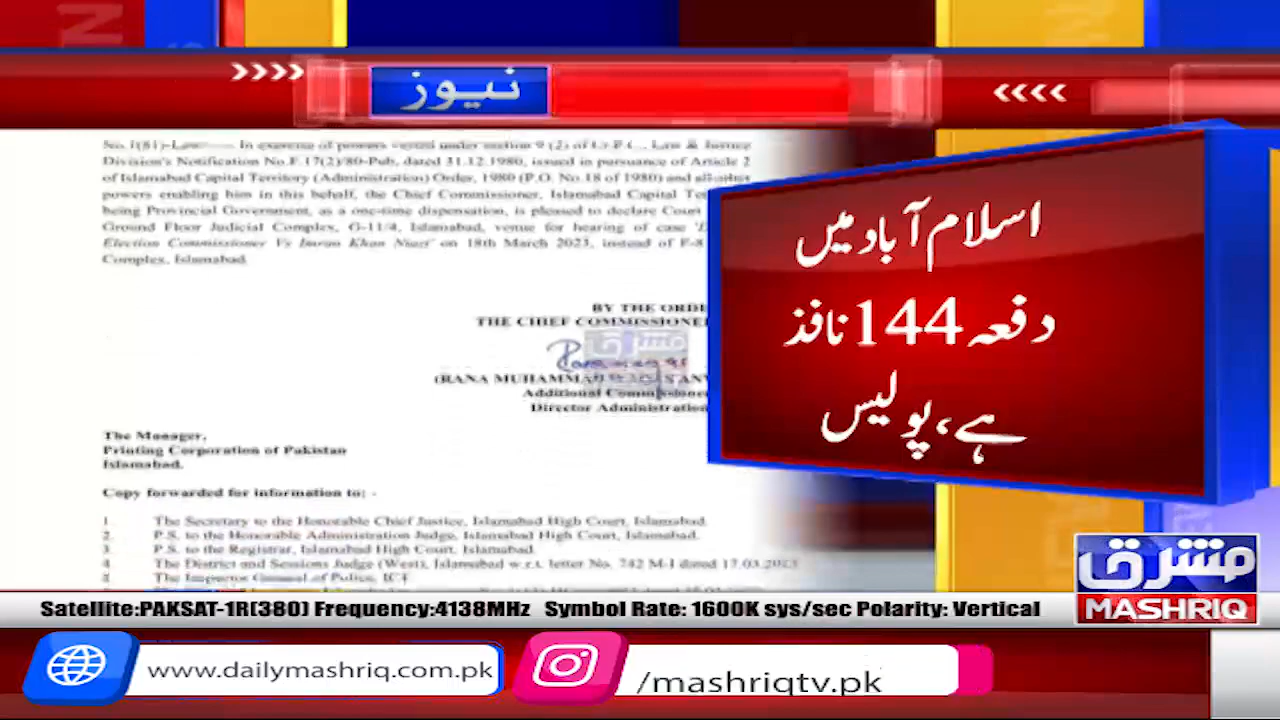 نیوز
No.1(81)-Law- In exercise of powers vested under section 9 (2) of Cr.P.C., Law & Justice
Division's Notification No.F.17(2)/80-Pub, dated 31.12.1980, issued in pursuance of Article 2
of Islamabad Capital Territory (Administration) Order, 1980 (P.O. No.18 of 1980) and all other
powers enabling him in this behalf, the Chief Commissioner, Islamabad Capital
being Provincial Government, as a one-time dispensation, is pleased to declare Court
Ground Floor Judicial Complex, G-11/4, Islamabad, venue for hearing of case
Election Commissioner Vs Imran Khan Niazi' on 18th March 2023, instead of F-8
Complex, Islamabad.
BY THE
THE CHIEF COMMISSIONER
(RANA MUHAMMAD
Additional Commissioner
Director Administration
The Manager,
Printing Corporation of Pakistan
Islamabad.
Copy forwarded for information to; -
1. The Secretary to the Honorable Chief Justice, Islamabad High Court, Islamabad.
2. P.S. to the Honorable Administration Judge, Islamabad High Court, Islamabad.
3. P.S. to the Registrar, Islamabad High Court, Islamabad.
4. The District and Sessions Judge (West), Islamabad w.r.t. letter No. 742 M-I dated 17.03.2023
The Inspector General of Police, ICT
اسلام آباد میں
دفعہ 144 نافذ
ہے، پولیس
مشرق
MASHRIQ
Satellite:PAKSAT-1R(380) Frequency:4138MHz Symbol Rate: 1600K sys/sec Polarity: Vertical
www.dailymashriq.com.pk
/mashriqtv.pk